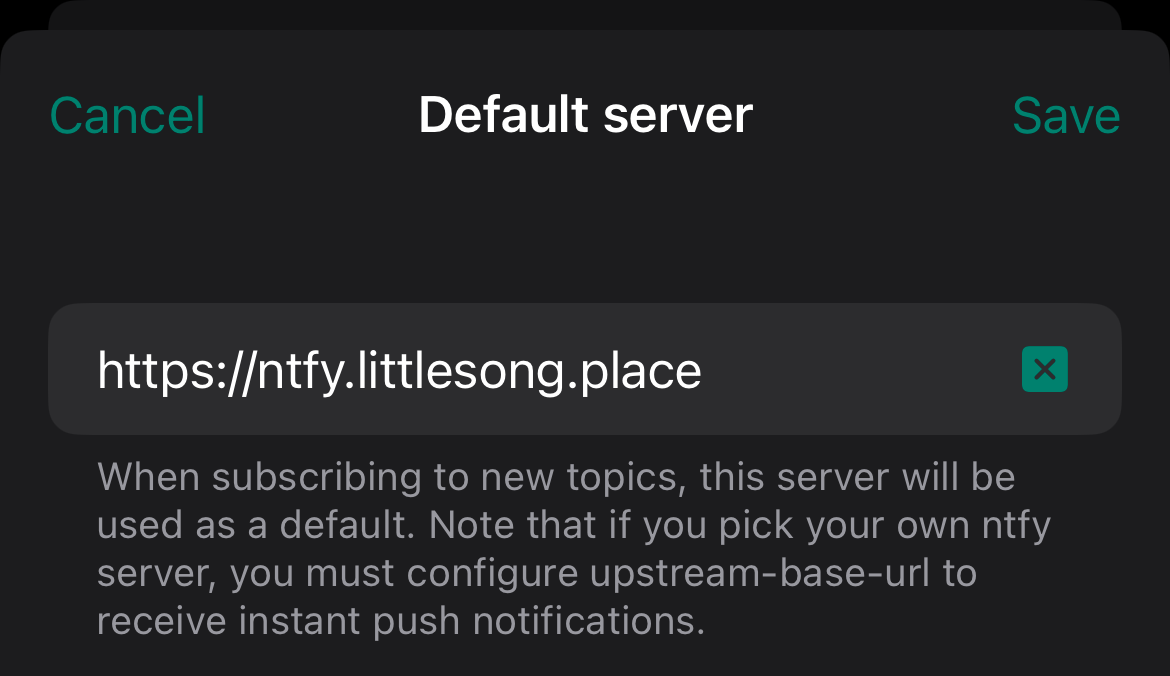 Cancel Default server Save
https://ntfy.littlesong.place
When subscribing to new topics, this server will be
used as a default. Note that if you pick your own ntfy
server, you must configure upstream-base-url to
receive instant push notifications.